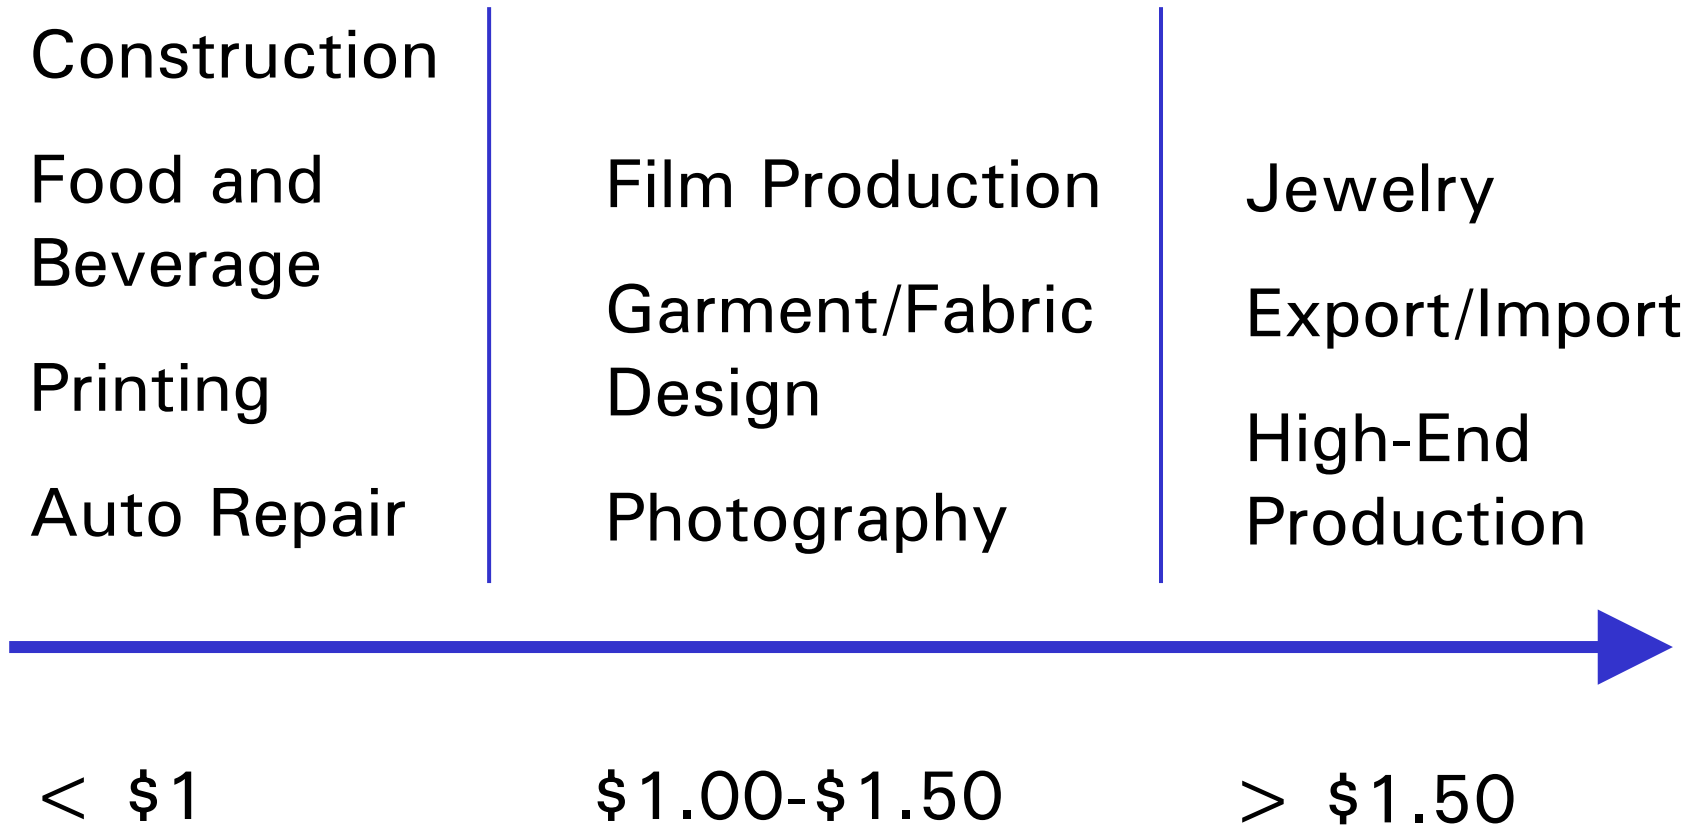 Construction
Food and
Beverage
Printing
Auto Repair
Film Production
Garment/Fabric
Design
Photography
Jewelry
Export/Import
High-End
Production
< $1
$1.00-$1.50
> $1.50